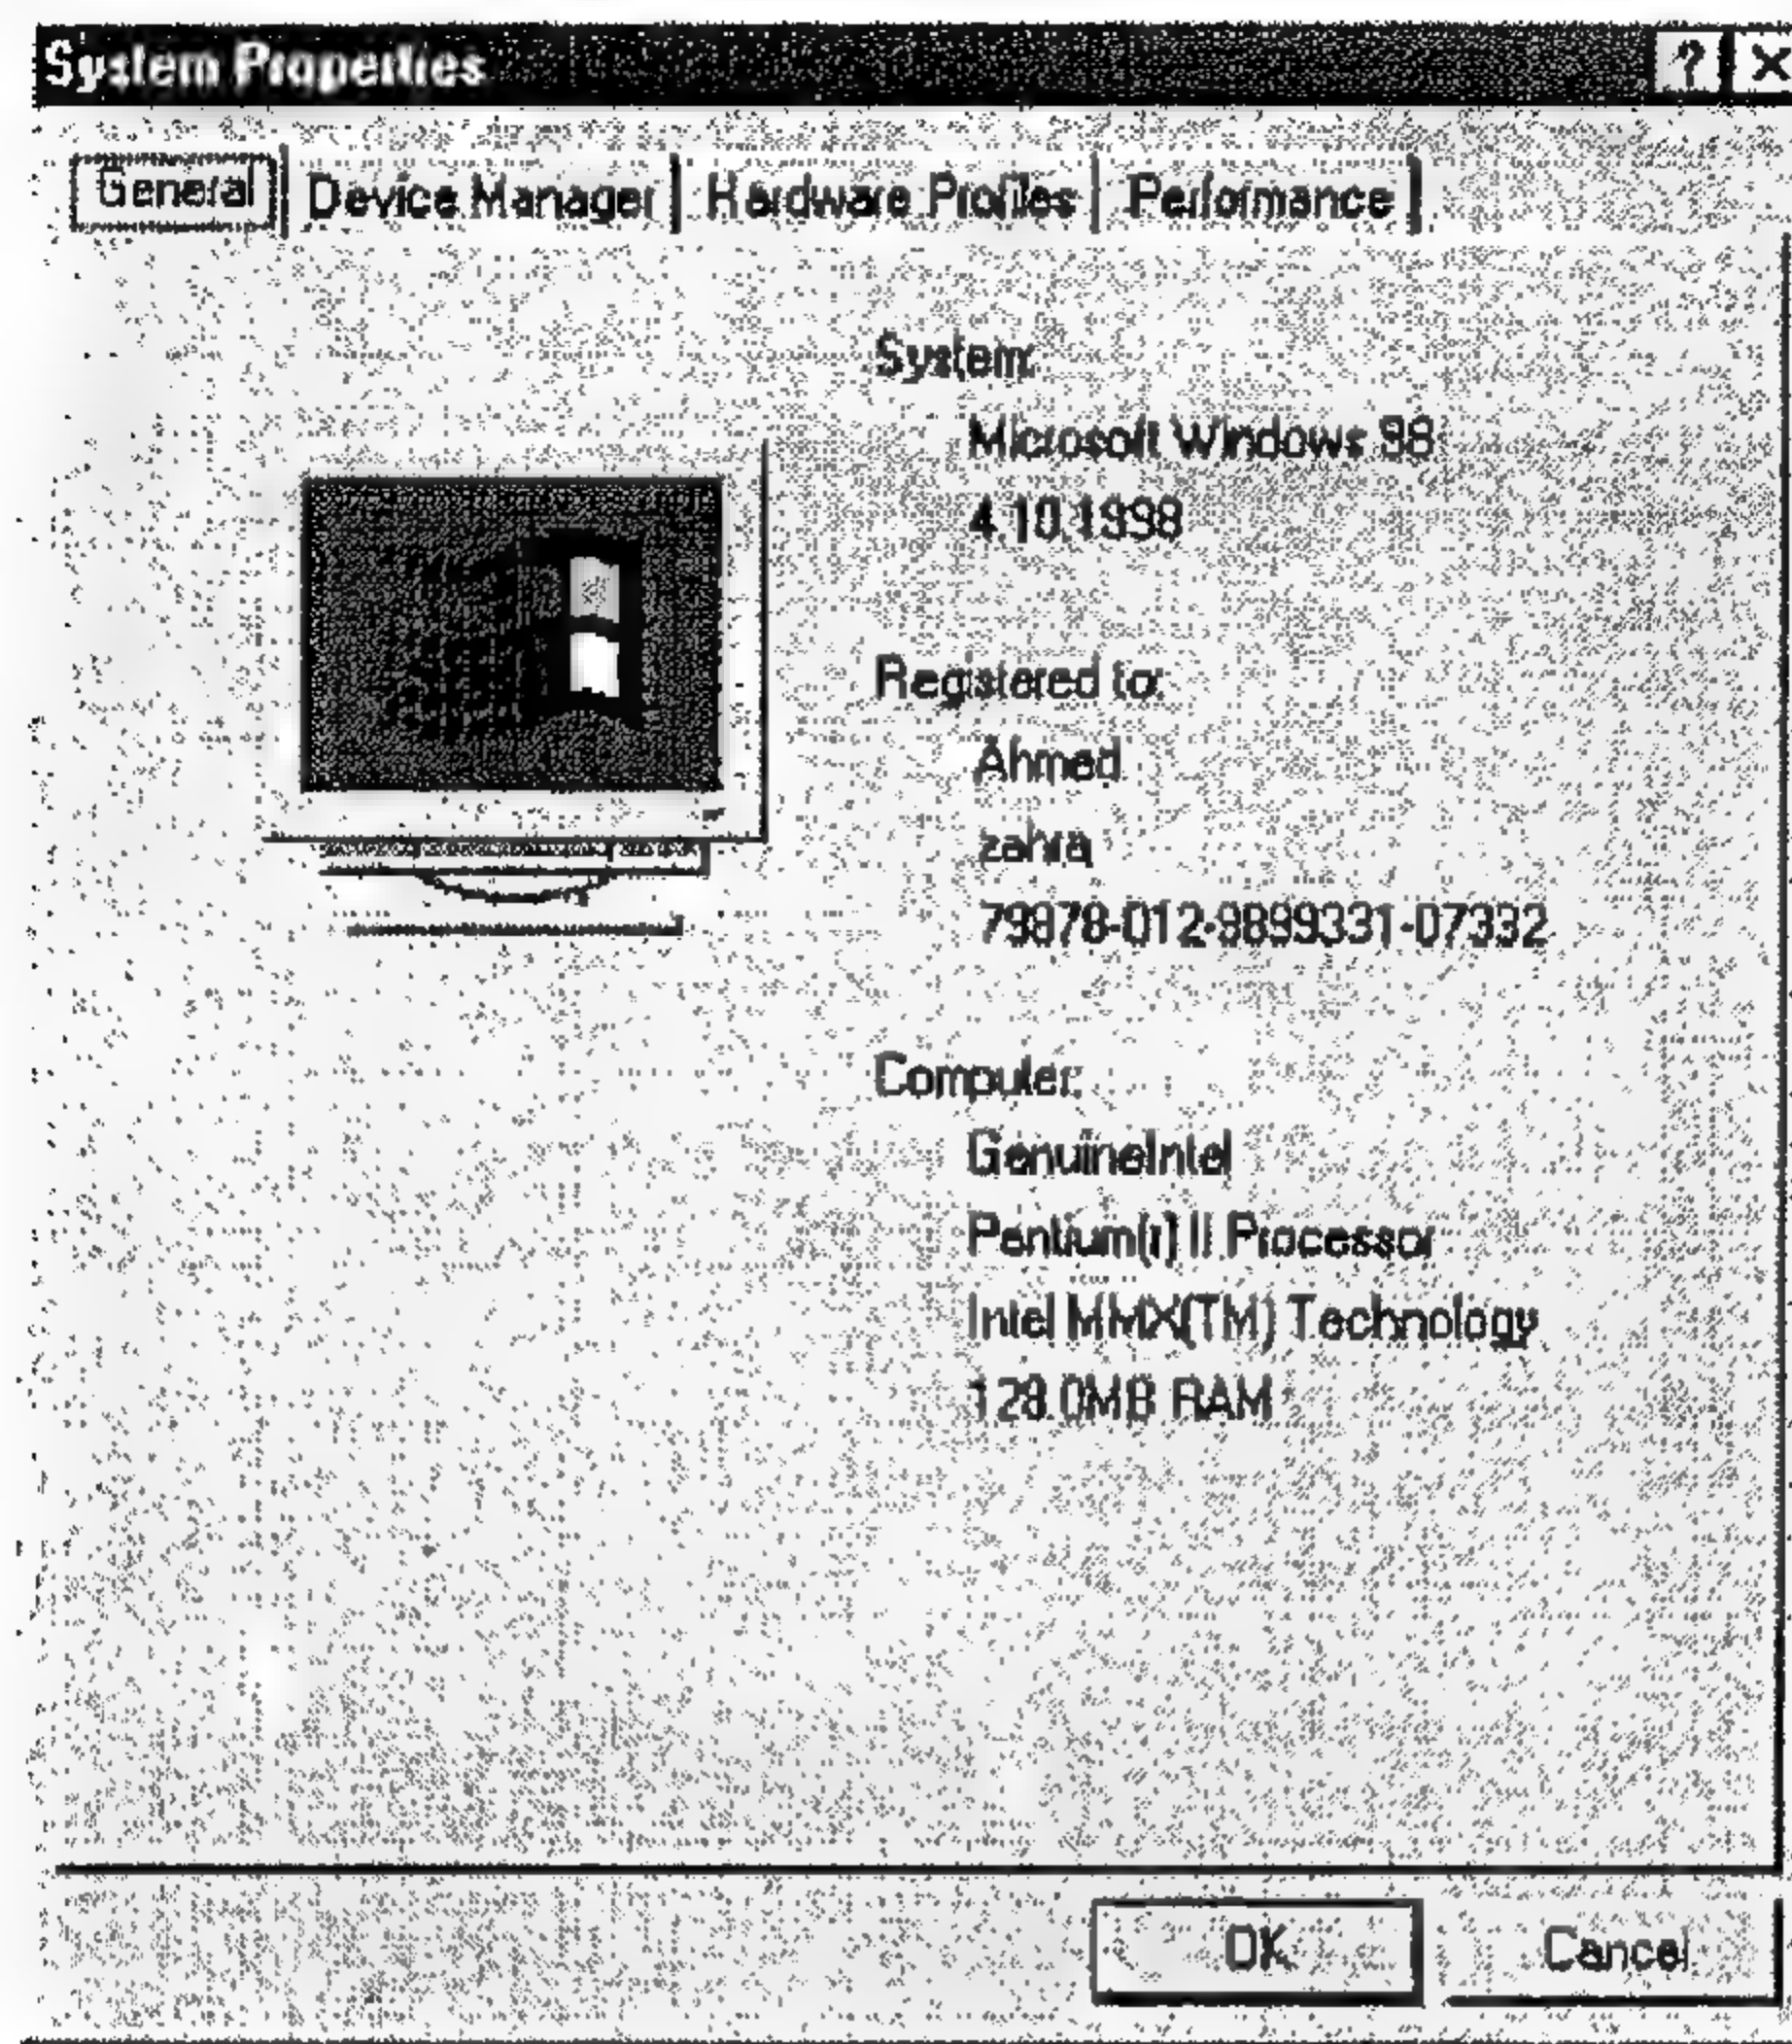 System Properties
? ×
General Device Manager Hardware Profiles Performance
System:
Microsoft Windows 98
4.10.1998
Registered to:
Ahmed
zahra
79878-012-9899331-07332
Computer:
GenuineIntel
Pentium(r) II Processor
Intel MMX(TM) Technology
128.0MB RAM
OK Cancel